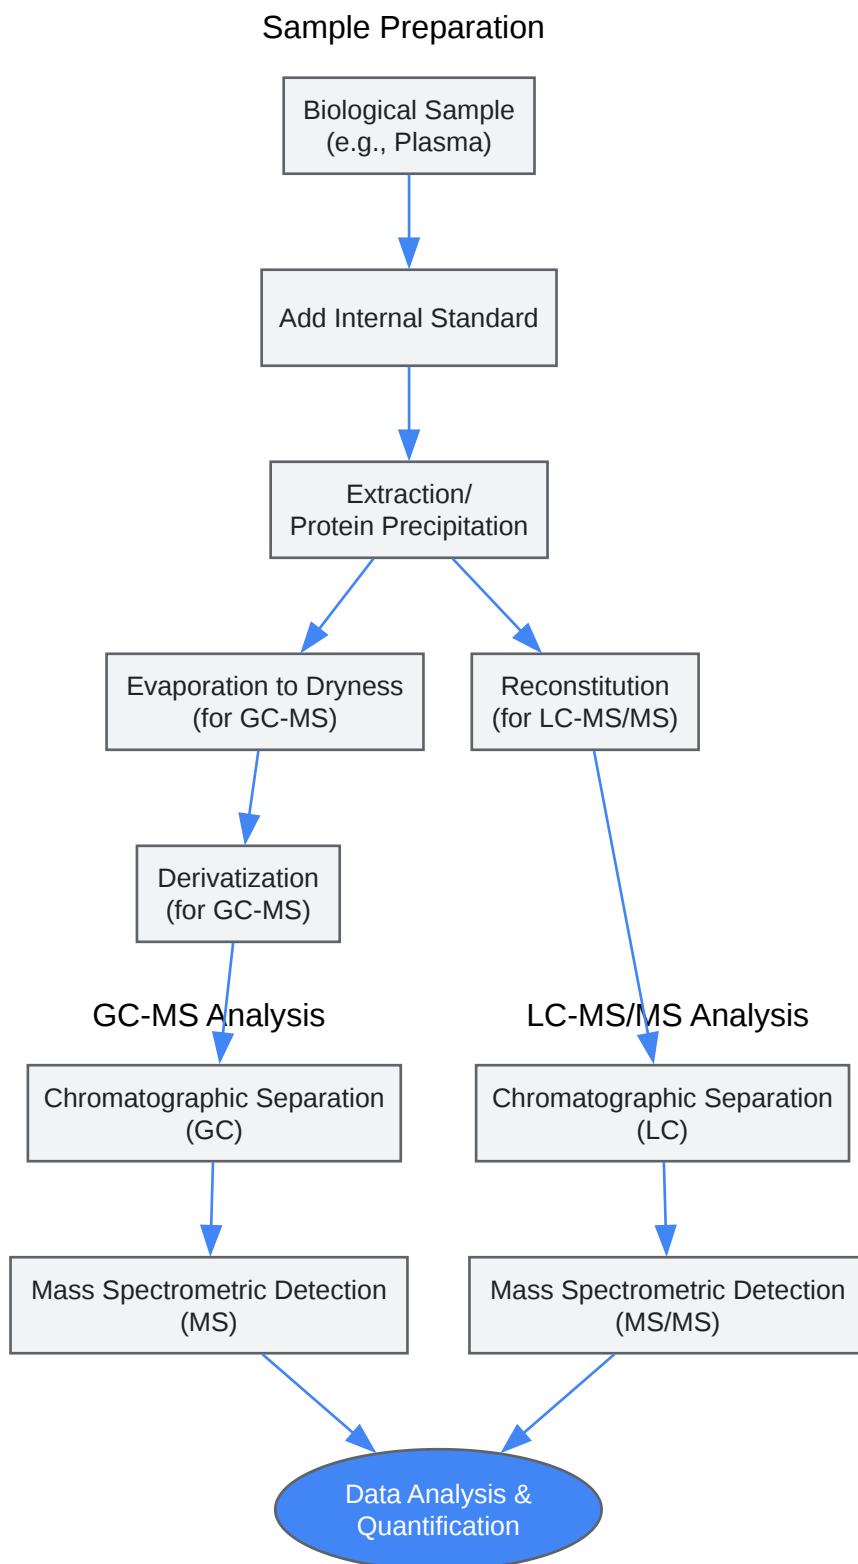 Sample Preparation
Biological Sample
(e.g., Plasma)
Add Internal Standard
Extraction/
Protein Precipitation
Evaporation to Dryness
(for GC-MS)
Reconstitution
(for LC-MS/MS)
Derivatization
(for GC-MS)
GC-MS Analysis
LC-MS/MS Analysis
Chromatographic Separation
(GC)
Chromatographic Separation
(LC)
Mass Spectrometric Detection
(MS)
Mass Spectrometric Detection
(MS/MS)
Data Analysis &
Quantification